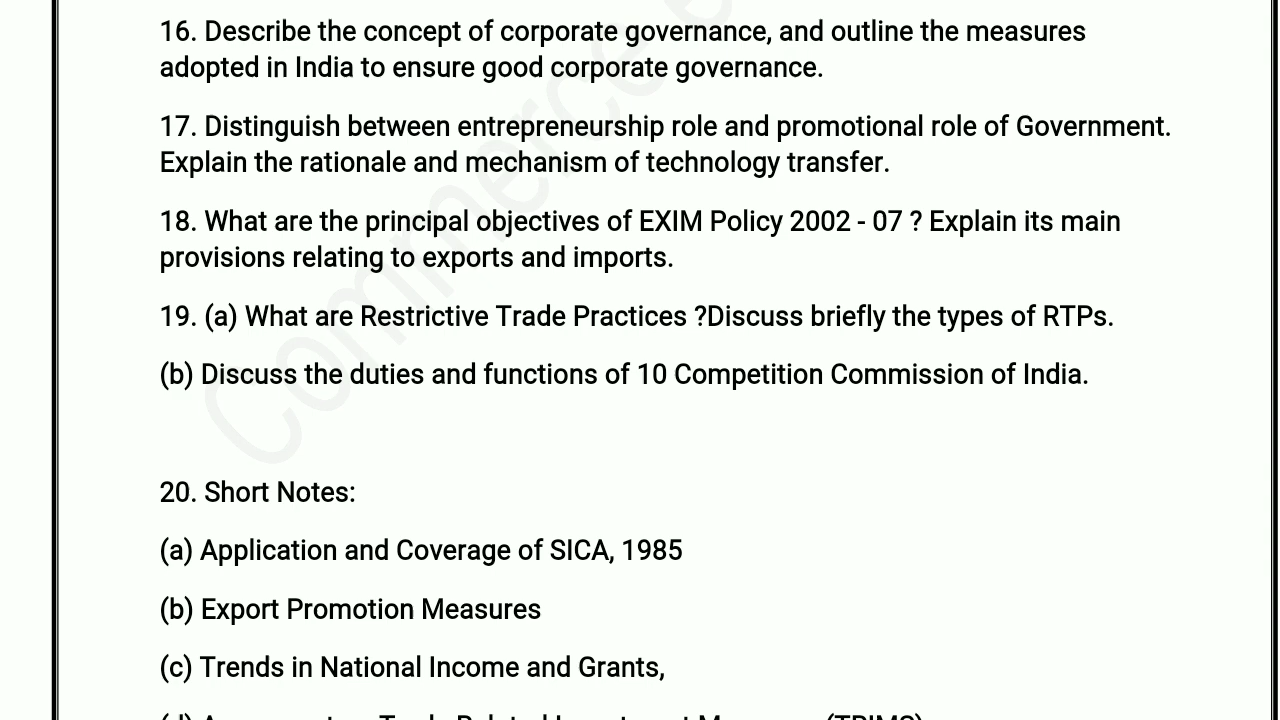 16. Describe the concept of corporate governance, and outline the measures
adopted in India to ensure good corporate governance.
17. Distinguish between entrepreneurship role and promotional role of Government.
Explain the rationale and mechanism of technology transfer.
18. What are the principal objectives of EXIM Policy 2002 - 07 ? Explain its main
provisions relating to exports and imports.
19. (a) What are Restrictive Trade Practices ?Discuss briefly the types of RTPs.
(b) Discuss the duties and functions of 10 Competition Commission of India.
20. Short Notes:
(a) Application and Coverage of SICA, 1985
(b) Export Promotion Measures
(c) Trends in National Income and Grants,
Commerce